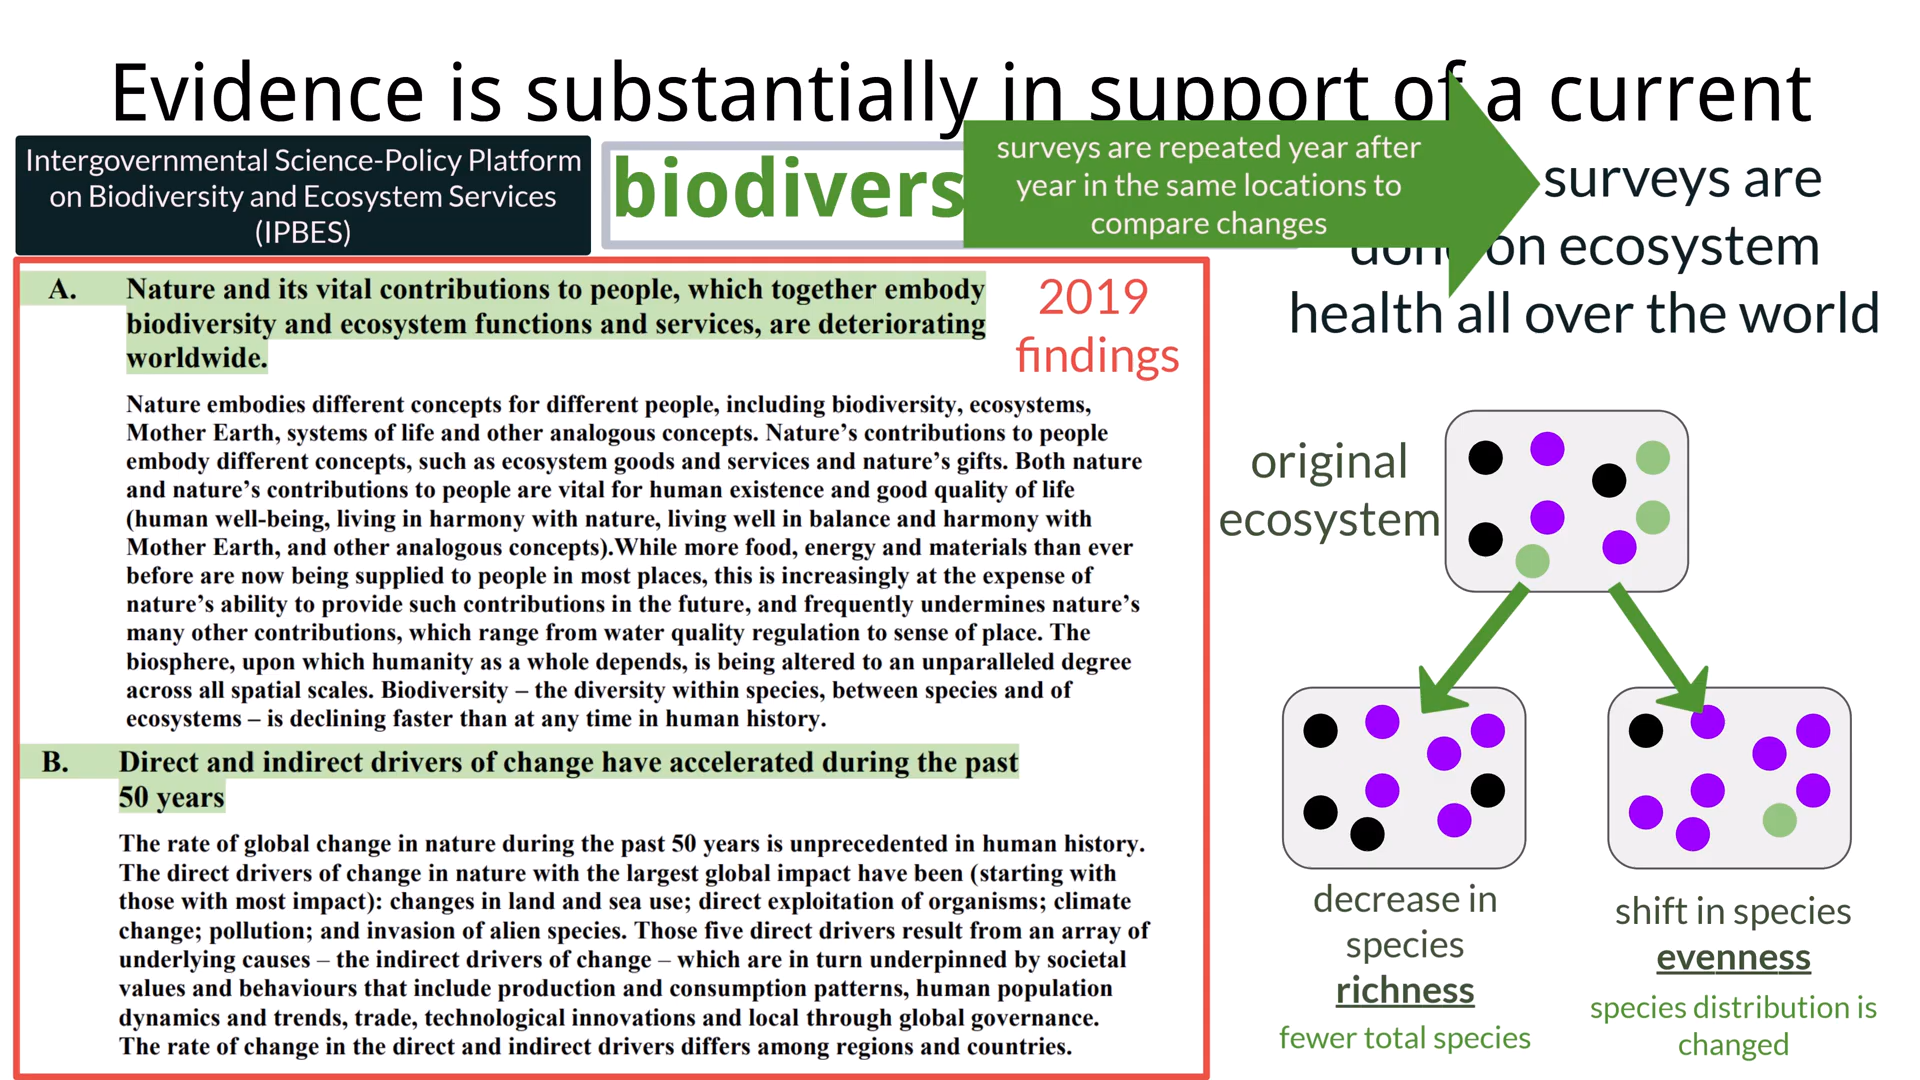 Evidence is substantially in support of a current
Intergovernmental Science-Policy Platform
on Biodiversity and Ecosystem Services
(IPBES)
biodivers
surveys are repeated year after
year in the same locations to
compare changes
surveys are
on ecosystem
health all over the world
A. Nature and its vital contributions to people, which together embody
biodiversity and ecosystem functions and services, are deteriorating
worldwide.
2019
findings
Nature embodies different concepts for different people, including biodiversity, ecosystems,
Mother Earth, systems of life and other analogous concepts. Nature’s contributions to people
embody different concepts, such as ecosystem goods and services and nature’s gifts. Both nature
and nature’s contributions to people are vital for human existence and good quality of life
(human well-being, living in harmony with nature, living well in balance and harmony with
Mother Earth, and other analogous concepts).While more food, energy and materials than ever
before are now being supplied to people in most places, this is increasingly at the expense of
nature’s ability to provide such contributions in the future, and frequently undermines nature’s
many other contributions, which range from water quality regulation to sense of place. The
biosphere, upon which humanity as a whole depends, is being altered to an unparalleled degree
across all spatial scales. Biodiversity – the diversity within species, between species and of
ecosystems – is declining faster than at any time in human history.
B. Direct and indirect drivers of change have accelerated during the past
50 years
The rate of global change in nature during the past 50 years is unprecedented in human history.
The direct drivers of change in nature with the largest global impact have been (starting with
those with most impact): changes in land and sea use; direct exploitation of organisms; climate
change; pollution; and invasion of alien species. Those five direct drivers result from an array of
underlying causes – the indirect drivers of change – which are in turn underpinned by societal
values and behaviours that include production and consumption patterns, human population
dynamics and trends, trade, technological innovations and local through global governance.
The rate of change in the direct and indirect drivers differs among regions and countries.
original
ecosystem
decrease in
species
richness
fewer total species
shift in species
evenness
species distribution is
changed